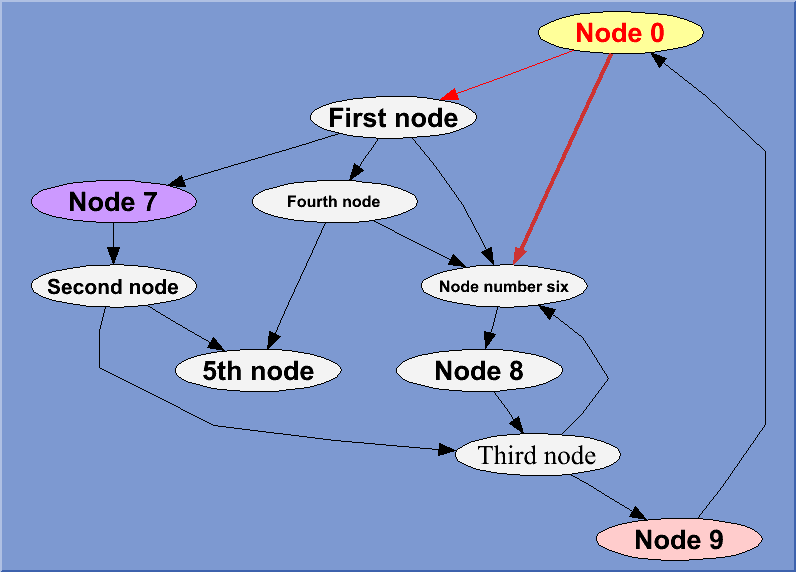 Node 0
First node
Node 7
Fourth node
Second node
Node number six
5th node
Node 8
Third node
Node 9